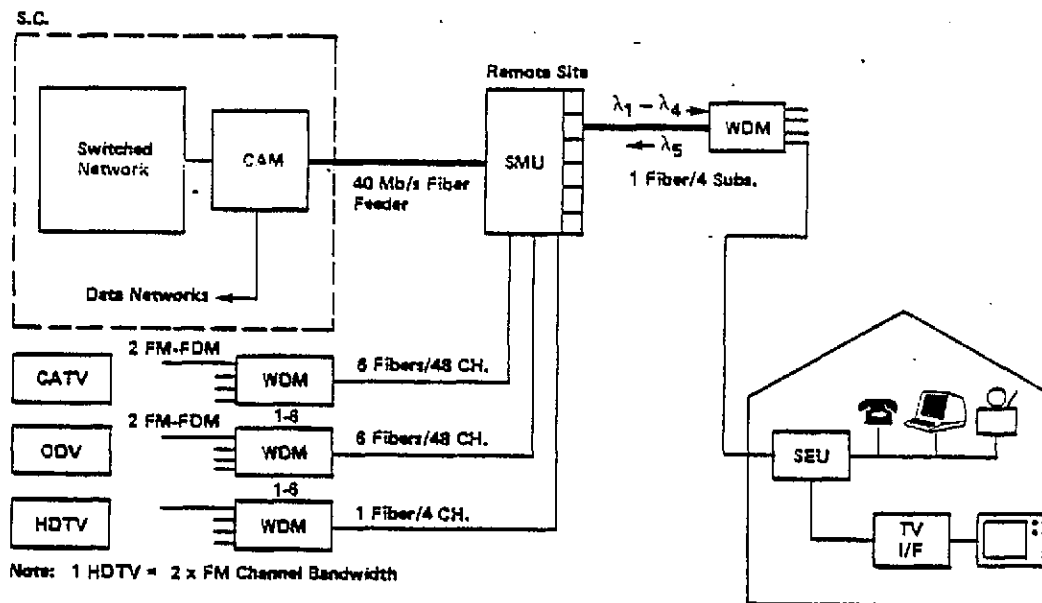 S.C.
Switched
Network
CAM
Data Networks
40 Mb/s Fiber
Feeder
Remote Site
SMU
λ1 – λ4
λ5
1 Fiber/4 Subs.
WDM
CATV
2 FM-FDM
WDM
1-6
6 Fibers/48 CH.
ODV
2 FM-FDM
WDM
1-6
6 Fibers/48 CH.
HDTV
WDM
1 Fiber/4 CH.
Note: 1 HDTV = 2 x FM Channel Bandwidth
SEU
TV
I/F